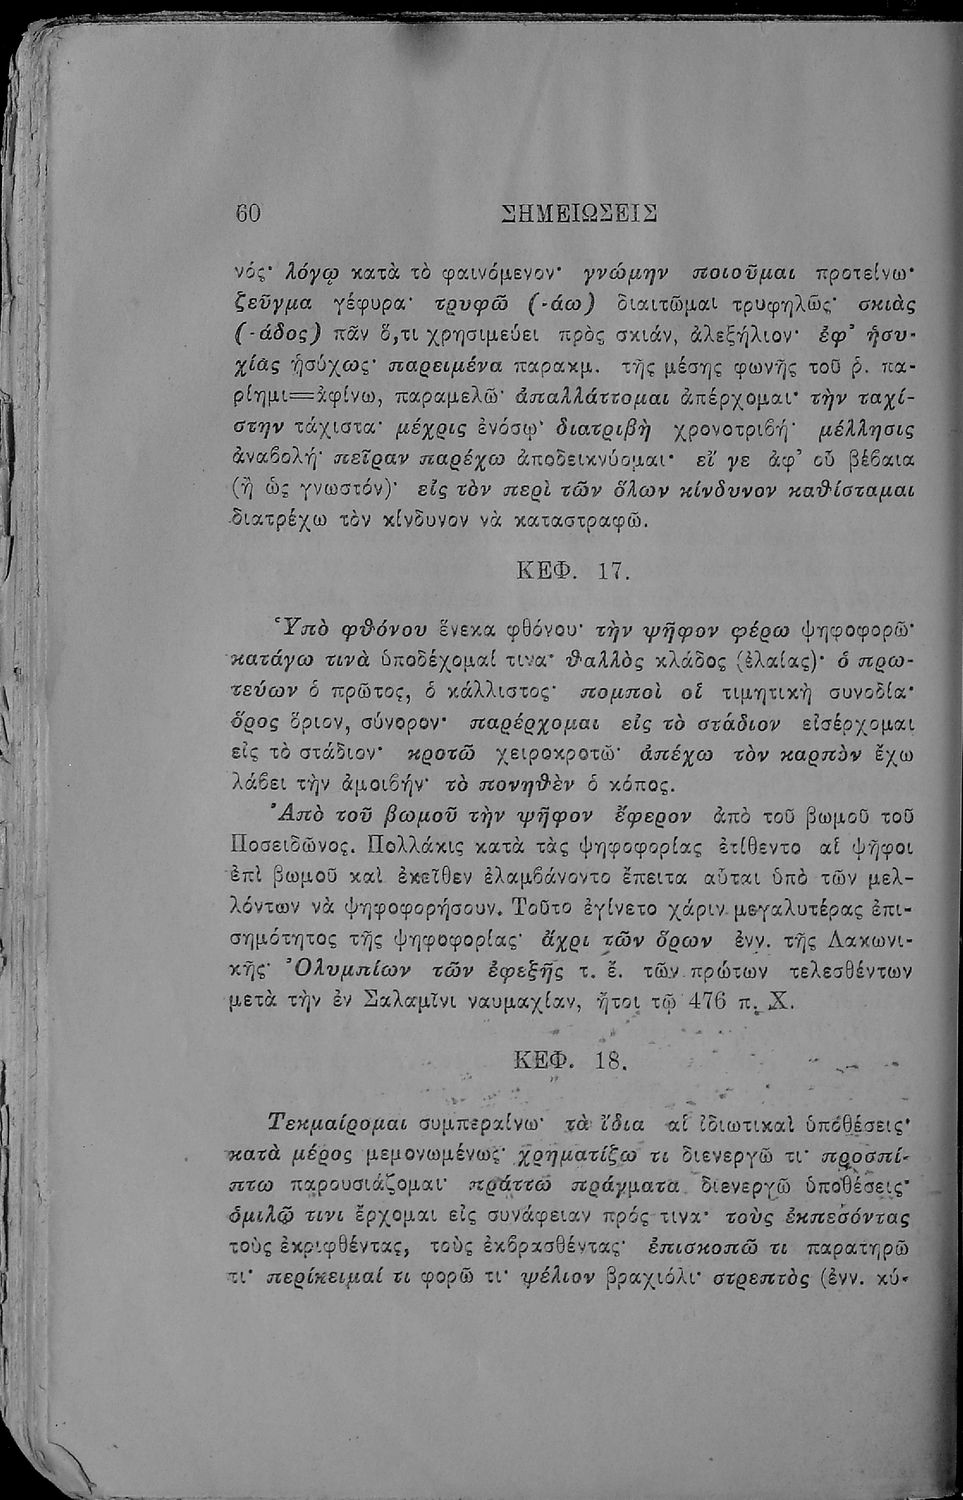 60 ΣΗΜΕΙΩΣΕΙΣ
νός· λόγῳ κατὰ τὸ φαινόμενον· γνώμην ποιοῦμαι προτείνω·
ζεῦγμα γέφυρα· τρυφῶ (-άω) διαιτῶμαι τρυφηλῶς· σκιὰς
(-άδος) πᾶν ὅ,τι χρησιμεύει πρὸς σκιάν, ἀλεξήλιον· ἐφ' ἡσυ-
χίας ἡσύχως· παρειμένα παρακμ. τῆς μέσης φωνῆς τοῦ ῥ. πα-
ρίημι=ἀφίνω, παραμελῶ· ἀπαλλάττομαι ἀπέρχομαι· τὴν ταχί-
στην τάχιστα· μέχρις ἐνόσῳ· διατριβὴ χρονοτριβή· μέλλησις
ἀναβολή· πεῖραν παρέχω ἀποδεικνύομαι· εἴ γε ἀφ' οὗ βέβαια
(ἢ ὡς γνωστόν)· εἰς τὸν περὶ τῶν ὅλων κίνδυνον καθίσταμαι
διατρέχω τὸν κίνδυνον νὰ καταστραφῶ.
ΚΕΦ. 17.
Ὑπὸ φθόνου ἕνεκα φθόνου· τὴν ψῆφον φέρω ψηφοφορῶ·
κατάγω τινὰ ὑποδέχομαί τινα· θαλλὸς κλάδος (ἐλαίας)· ὁ πρω-
τεύων ὁ πρῶτος, ὁ κάλλιστος· πομποὶ οἱ τιμητικὴ συνοδία·
ὅρος ὅριον, σύνορον· παρέρχομαι εἰς τὸ στάδιον εἰσέρχομαι
εἰς τὸ στάδιον· κροτῶ χειροκροτῶ· ἀπέχω τὸν καρπὸν ἔχω
λάβει τὴν ἀμοιβήν· τὸ πονηθὲν ὁ κόπος.
Ἀπὸ τοῦ βωμοῦ τὴν ψῆφον ἔφερον ἀπὸ τοῦ βωμοῦ τοῦ
Ποσειδῶνος. Πολλάκις κατὰ τὰς ψηφοφορίας ἐτίθεντο αἱ ψῆφοι
ἐπὶ βωμοῦ καὶ ἐκεῖθεν ἐλαμβάνοντο ἔπειτα αὗται ὑπὸ τῶν μελ-
λόντων νὰ ψηφοφορήσουν. Τοῦτο ἐγίνετο χάριν μεγαλυτέρας ἐπι-
σημότητος τῆς ψηφοφορίας· ἄχρι τῶν ὅρων ἐνν. τῆς Λακωνι-
κῆς· Ὀλυμπίων τῶν ἐφεξῆς τ. ἔ. τῶν πρώτων τελεσθέντων
μετὰ τὴν ἐν Σαλαμῖνι ναυμαχίαν, ἤτοι τῷ 476 π. Χ.
ΚΕΦ. 18.
Τεκμαίρομαι συμπεραίνω· τὰ ἴδια αἱ ἰδιωτικαὶ ὑποθέσεις·
κατὰ μέρος μεμονωμένως· χρηματίζω τι διενεργῶ τι· προσπί-
πτω παρουσιάζομαι· πράττω πράγματα διενεργῶ ὑποθέσεις·
ὁμιλῶ τινι ἔρχομαι εἰς συνάφειαν πρός τινα· τοὺς ἐκπεσόντας
τοὺς ἐκριφθέντας, τοὺς ἐκβρασθέντας· ἐπισκοπῶ τι παρατηρῶ
τι· περίκειμαί τι φορῶ τι· ψέλιον βραχιόλι· στρεπτὸς (ἐνν. κύ-